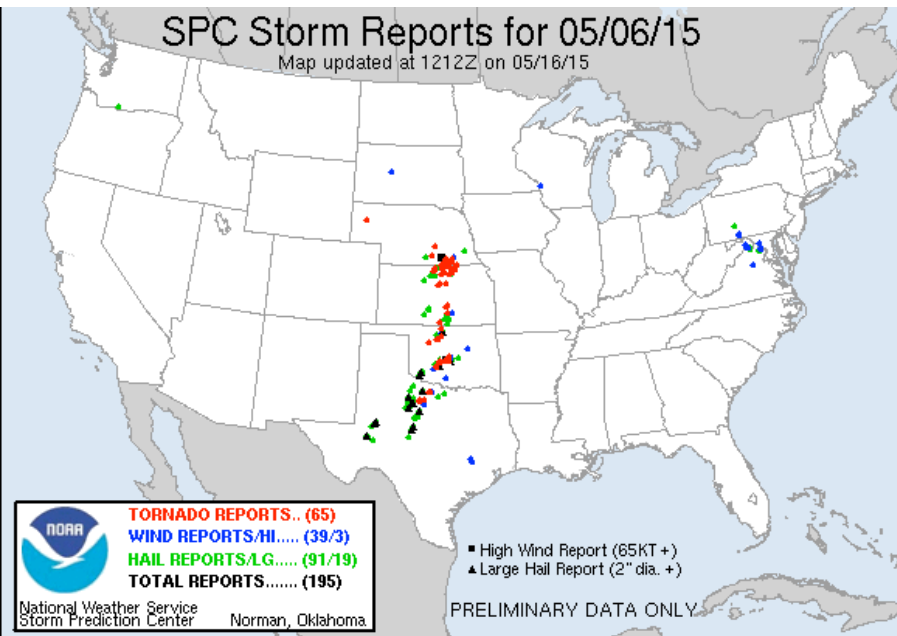 SPC Storm Reports for 05/06/15
Map updated at 1212Z on 05/16/15
NOAA
TORNADO REPORTS.. (65)
WIND REPORTS/HI..... (39/3)
HAIL REPORTS/LG..... (91/19)
TOTAL REPORTS....... (195)
National Weather Service
Storm Prediction Center Norman, Oklahoma
High Wind Report (65KT +)
Large Hail Report (2" dia. +)
PRELIMINARY DATA ONLY